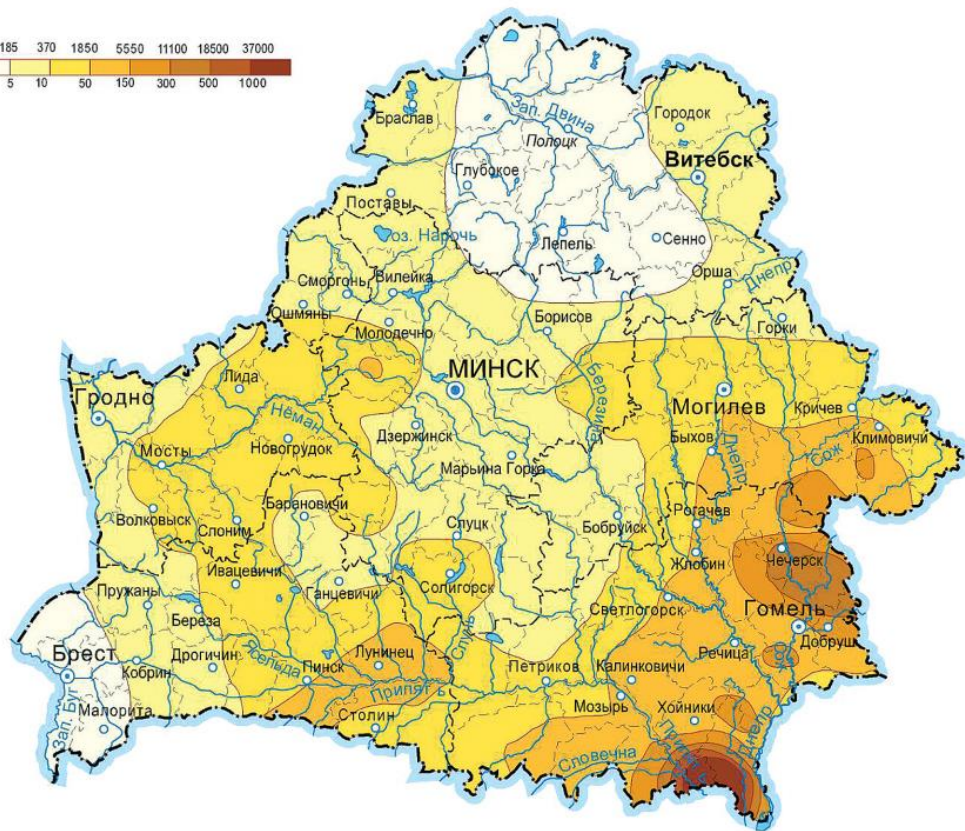 185 370 1850 5550 11100 18500 37000
5 10 50 150 300 500 1000
Браслав
Зап. Двина
Городок
Полоцк
Витебск
Глубокое
Поставы
оз. Нарочь
Лепель
Сенно
Сморгонь
Вилейка
Орша
Днепр
Ошмяны
Молодечно
Борисов
Горки
МИНСК
Лида
Гродно
Березина
Могилев
Нёман
Дзержинск
Кричев
Мосты
Новогрудок
Быхов
Днепр
Климовичи
Марьина Горка
Сож
Барановичи
Волковыск
Слоним
Слуцк
Бобруйск
Рогачев
Ивацевичи
Жлобин
Чечерск
Пружаны
Ганцевичи
Солигорск
Светлогорск
Гомель
Береза
Добруш
Брест
Дрогичин
Ясельда
Лунинец
Случь
Речица
Сож
Кобрин
Пинск
Петриков
Калинковичи
Припять
Малорита
Зап. Буг
Столин
Мозырь
Хойники
Днепр
Припять
Словечна